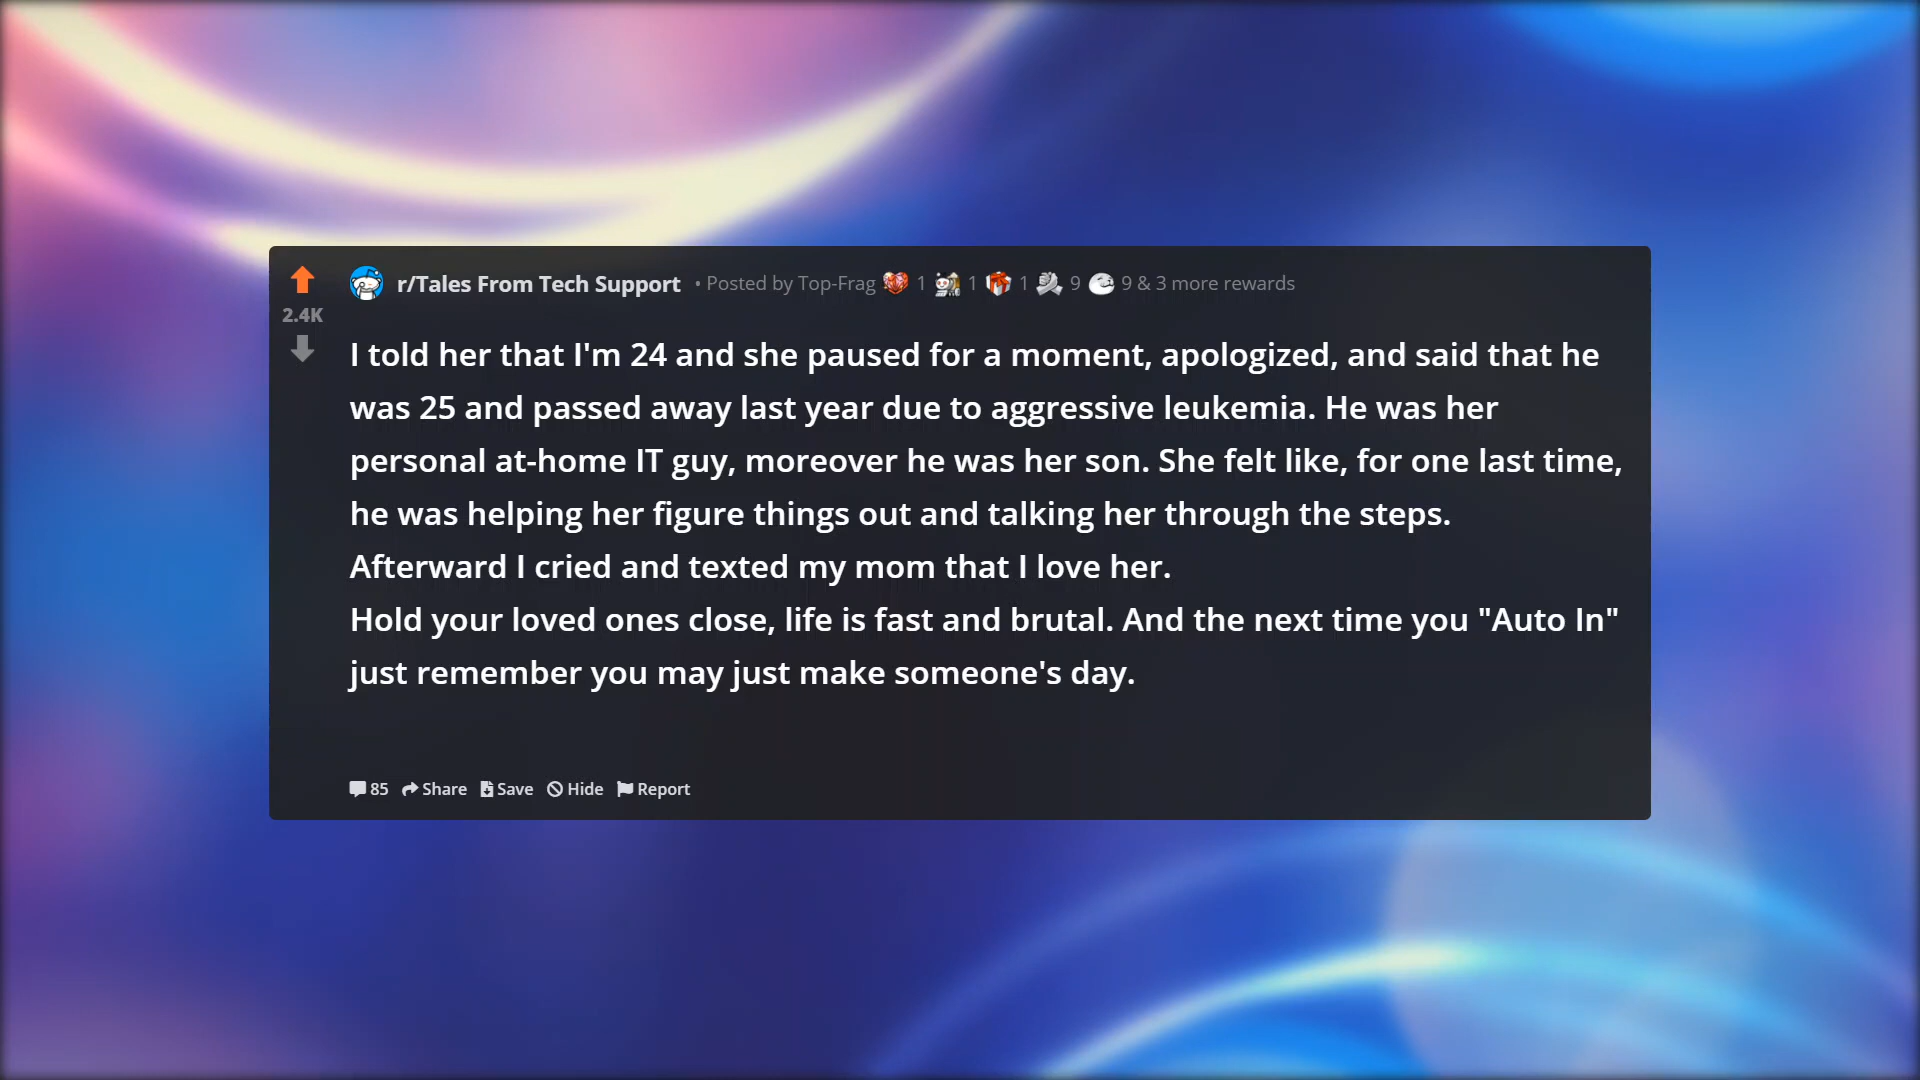 r/Tales From Tech Support • Posted by Top-Frag 1 1 1 9 9 & 3 more rewards
2.4K
I told her that I'm 24 and she paused for a moment, apologized, and said that he
was 25 and passed away last year due to aggressive leukemia. He was her
personal at-home IT guy, moreover he was her son. She felt like, for one last time,
he was helping her figure things out and talking her through the steps.
Afterward I cried and texted my mom that I love her.
Hold your loved ones close, life is fast and brutal. And the next time you "Auto In"
just remember you may just make someone's day.
85 Share Save Hide Report